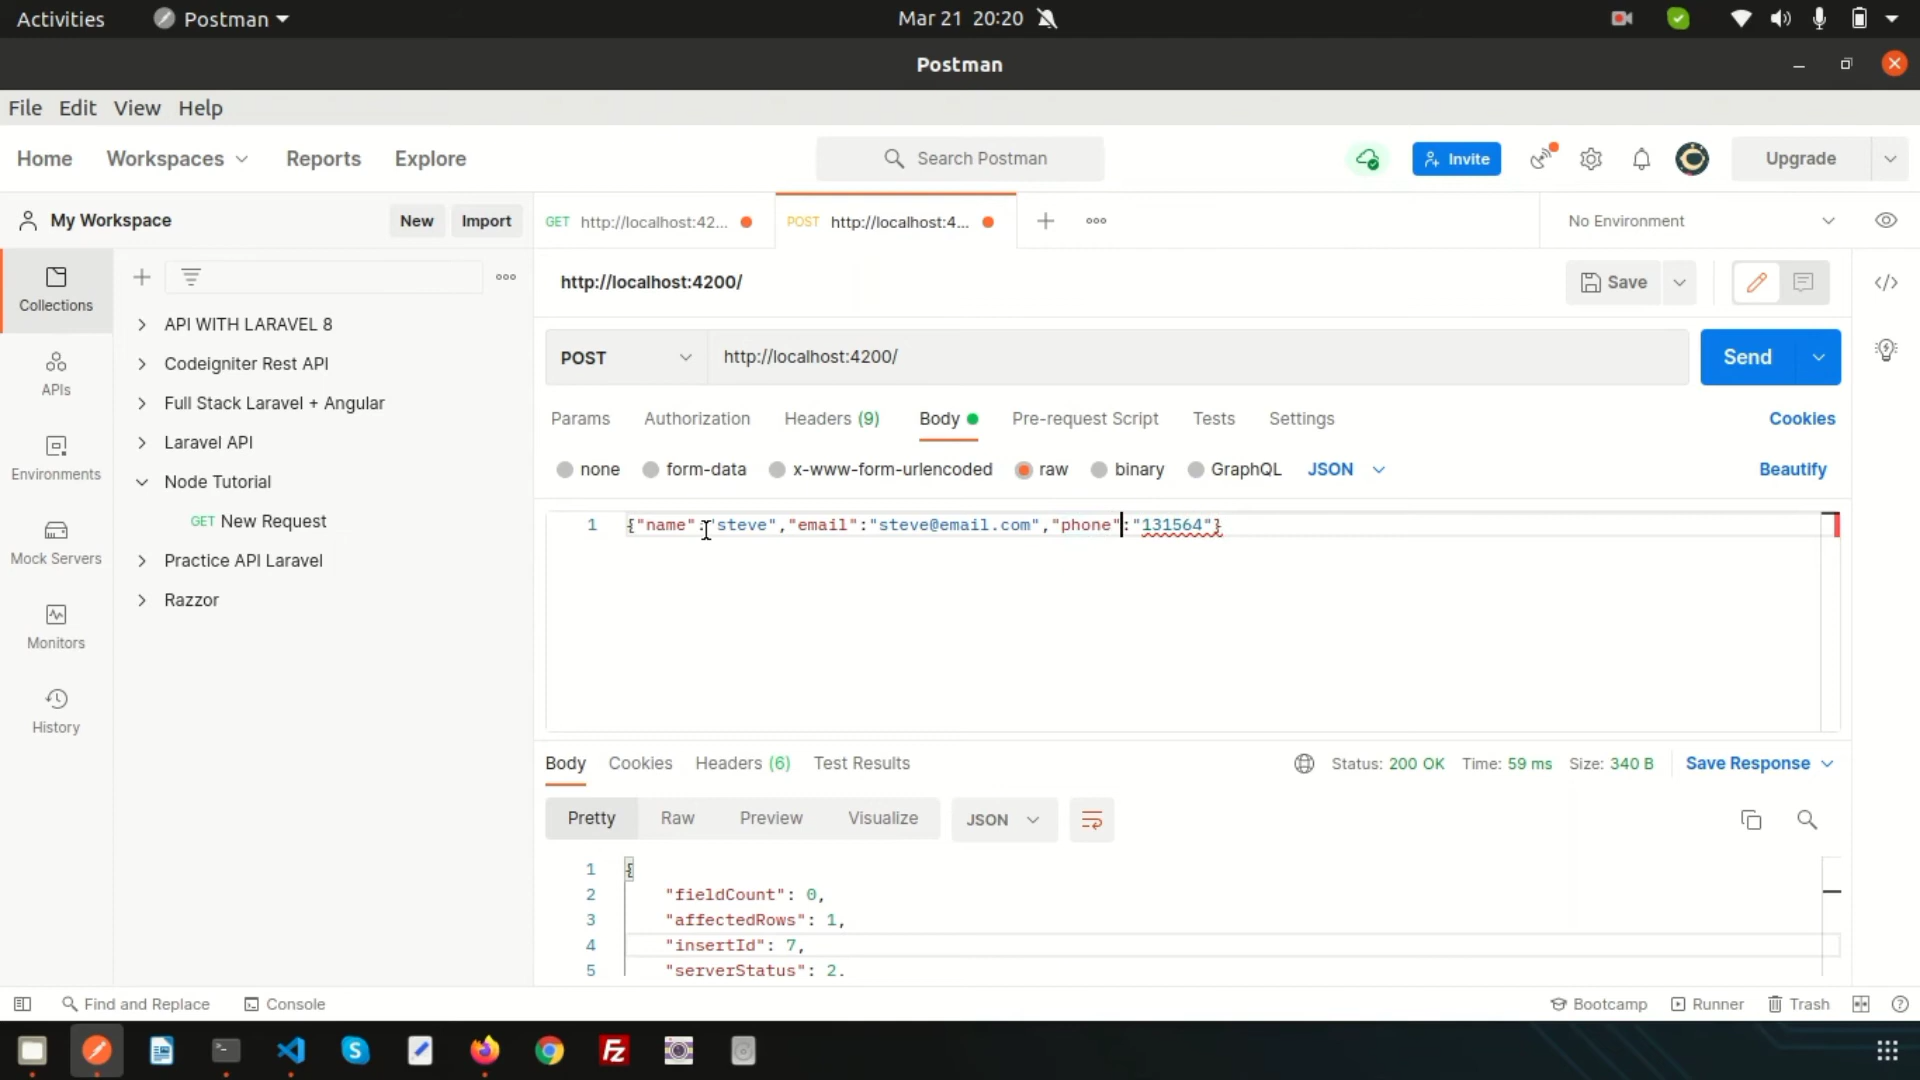 Activities
Postman
Mar 21 20:20
Postman
File Edit View Help
Home Workspaces Reports Explore
Search Postman
Invite
Upgrade
My Workspace
New Import
GET http://localhost:42...
POST http://localhost:4...
No Environment
Collections
APIs
Environments
Mock Servers
Monitors
History
API WITH LARAVEL 8
Codeigniter Rest API
Full Stack Laravel + Angular
Laravel API
Node Tutorial
GET New Request
Practice API Laravel
Razzor
http://localhost:4200/
Save
POST
http://localhost:4200/
Send
Params Authorization Headers (9) Body Pre-request Script Tests Settings Cookies
none form-data x-www-form-urlencoded raw binary GraphQL JSON Beautify
1 {"name":"steve","email":"steve@email.com","phone":"131564"}
Body Cookies Headers (6) Test Results Status: 200 OK Time: 59 ms Size: 340 B Save Response
Pretty Raw Preview Visualize JSON
1 {
2 "fieldCount": 0,
3 "affectedRows": 1,
4 "insertId": 7,
5 "serverStatus": 2.
Find and Replace Console Bootcamp Runner Trash